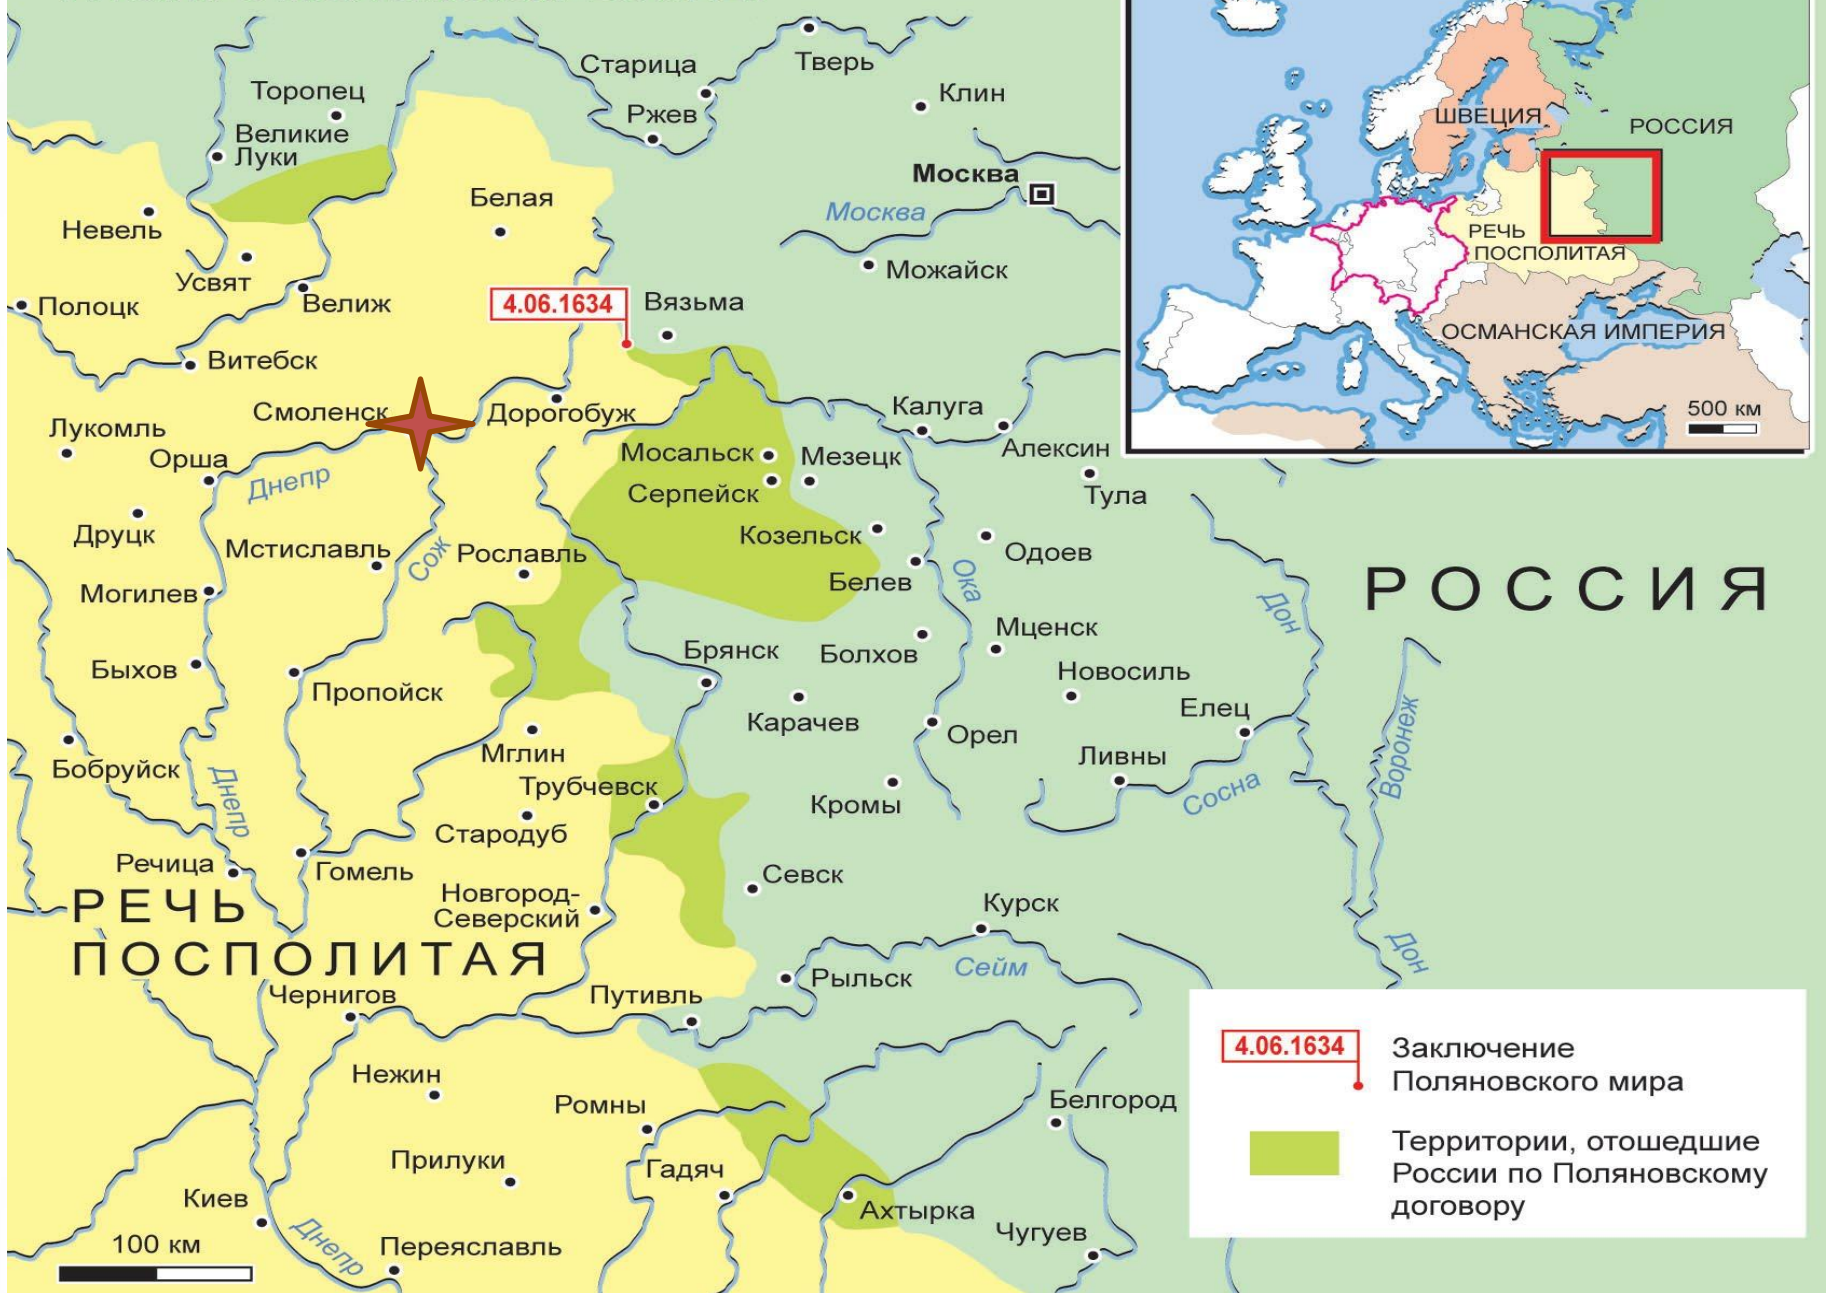 Торопец
Великие
Луки
Старица
Ржев
Тверь
Клин
Москва
Москва
Можайск
Белая
Невель
Усвят
Велиж
Полоцк
Витебск
4.06.1634
Вязьма
Смоленск
Дорогобуж
Лукомль
Орша
Днепр
Друцк
Мстиславль
Сож
Рославль
Могилев
Быхов
Пропойск
Бобруйск
Днепр
Речица
Гомель
Мосальск
Мезецк
Серпейск
Козельск
Белев
Калуга
Алексин
Тула
Одоев
Ока
Мценск
Болхов
Новосиль
Брянск
Карачев
Орел
Елец
Ливны
Сосна
Кромы
Дон
Воронеж
Дон
РОССИЯ
Мглин
Трубчевск
Стародуб
Новгород-
Северский
Севск
Курск
Сейм
Рыльск
РЕЧЬ
ПОСПОЛИТАЯ
Чернигов
Путивль
Нежин
Ромны
Прилуки
Гадяч
Киев
Днепр
Переяславль
Ахтырка
Белгород
Чугуев
100 км
ШВЕЦИЯ
РОССИЯ
РЕЧЬ
ПОСПОЛИТАЯ
ОСМАНСКАЯ ИМПЕРИЯ
500 км
4.06.1634
Заключение
Поляновского мира
Территории, отошедшие
России по Поляновскому
договору